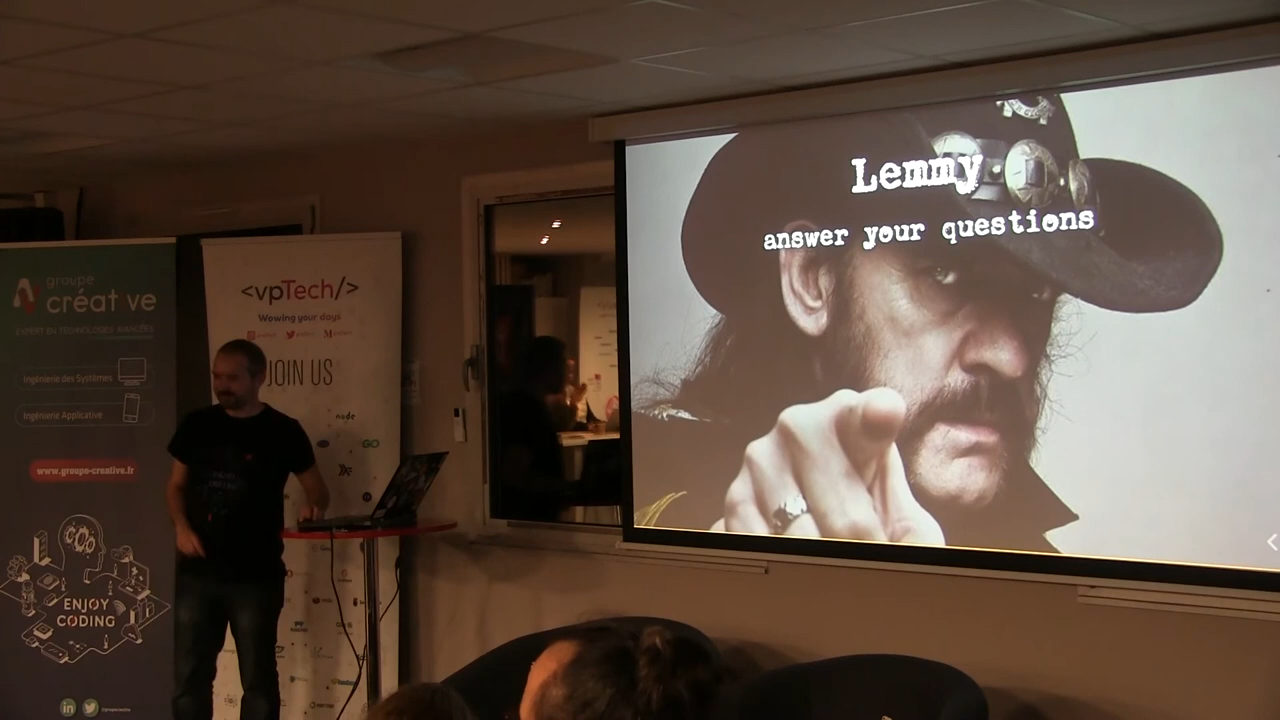 Lemmy
answer your questions
groupe
créat ve
EXPERT EN TECHNOLOGIES AVANCÉES
Ingénierie des Systèmes
Ingénierie Applicative
www.groupe-creative.fr
ENJOY
CODING
in
<vpTech/>
Wowing your days
JOIN US
node
GO